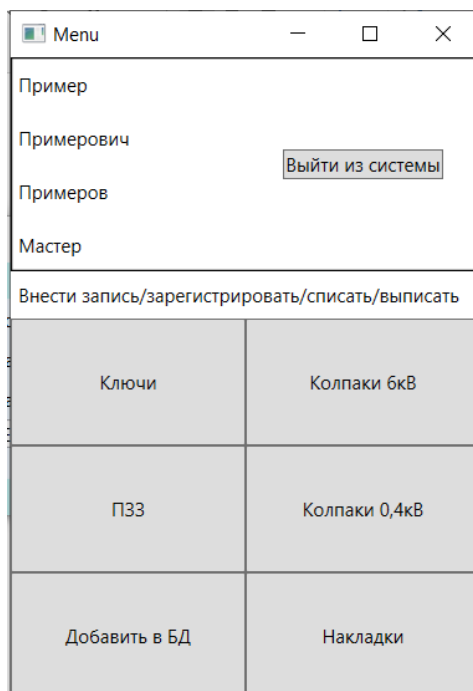 Menu
Пример
Примерович
Выйти из системы
Примеров
Мастер
Внести запись/зарегистрировать/списать/выписать
Ключи
Колпаки 6кВ
ПЗЗ
Колпаки 0,4кВ
Добавить в БД
Накладки